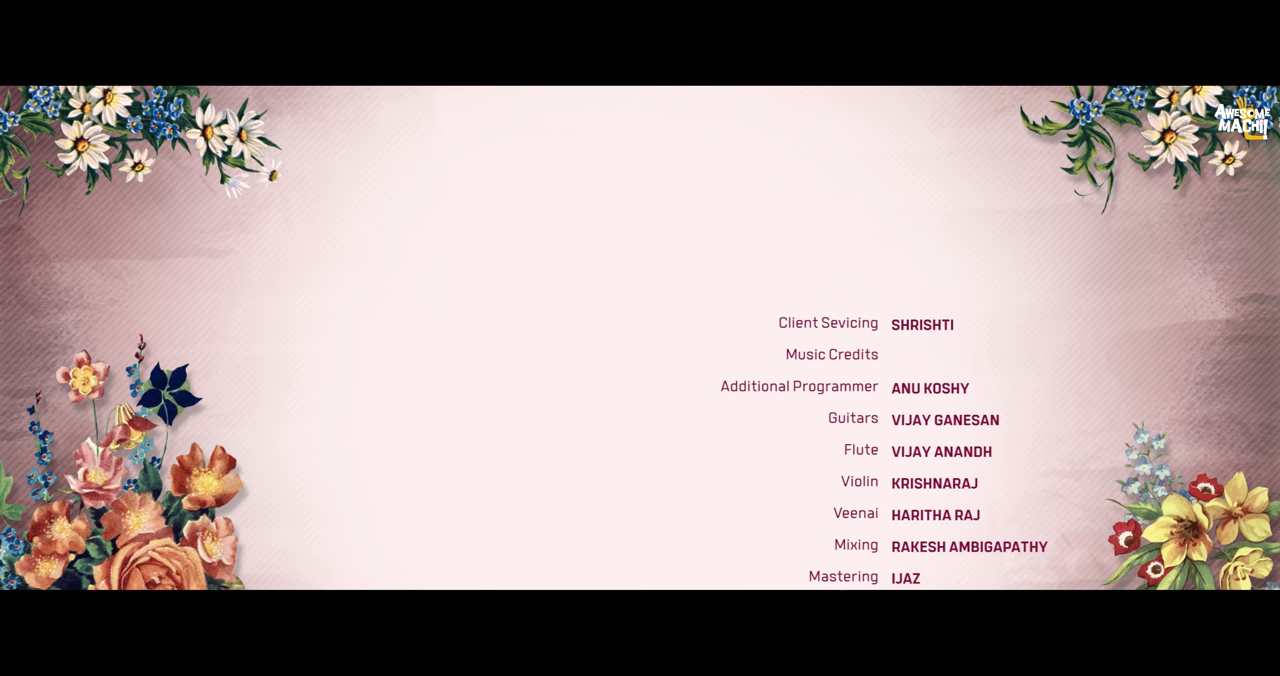 AWESOME
MACHI!
Client Sevicing SHRISHTI
Music Credits
Additional Programmer ANU KOSHY
Guitars VIJAY GANESAN
Flute VIJAY ANANDH
Violin KRISHNARAJ
Veenai HARITHA RAJ
Mixing RAKESH AMBIGAPATHY
Mastering IJAZ